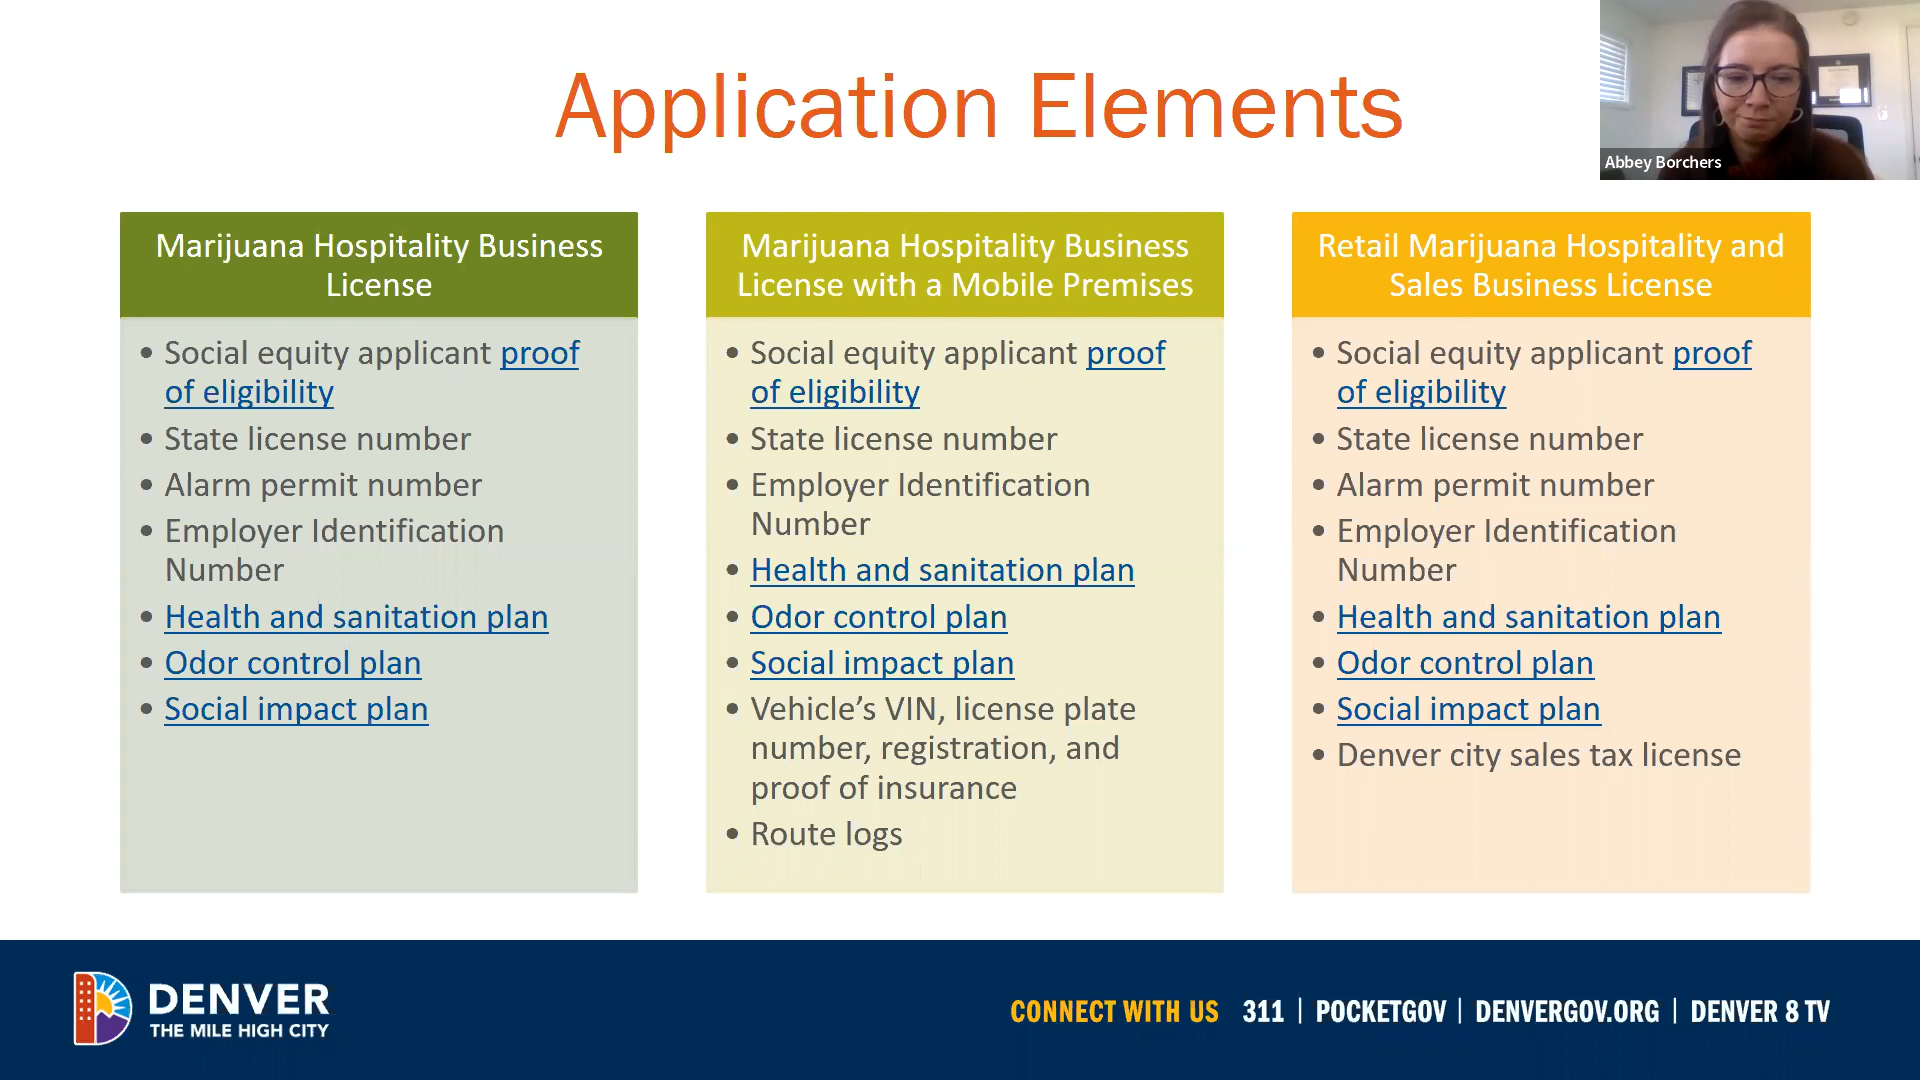 Application Elements
Abbey Borchers
Marijuana Hospitality Business
License
• Social equity applicant proof
of eligibility
• State license number
• Alarm permit number
• Employer Identification
Number
• Health and sanitation plan
• Odor control plan
• Social impact plan
Marijuana Hospitality Business
License with a Mobile Premises
• Social equity applicant proof
of eligibility
• State license number
• Employer Identification
Number
• Health and sanitation plan
• Odor control plan
• Social impact plan
• Vehicle’s VIN, license plate
number, registration, and
proof of insurance
• Route logs
Retail Marijuana Hospitality and
Sales Business License
• Social equity applicant proof
of eligibility
• State license number
• Alarm permit number
• Employer Identification
Number
• Health and sanitation plan
• Odor control plan
• Social impact plan
• Denver city sales tax license
DENVER
THE MILE HIGH CITY
CONNECT WITH US 311 | POCKETGOV | DENVERGOV.ORG | DENVER 8 TV